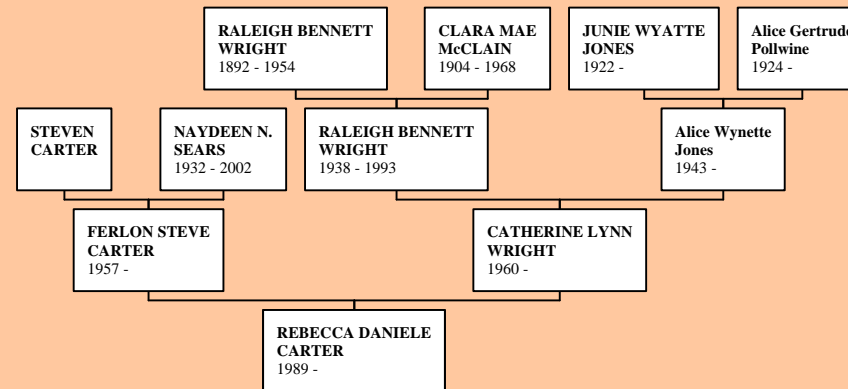 RALEIGH BENNETT
WRIGHT
1892 - 1954
CLARA MAE
McCLAIN
1904 - 1968
JUNIE WYATTE
JONES
1922 -
Alice Gertrude
Pollwine
1924 -
STEVEN
CARTER
NAYDEEN N.
SEARS
1932 - 2002
RALEIGH BENNETT
WRIGHT
1938 - 1993
Alice Wynette
Jones
1943 -
FERLON STEVE
CARTER
1957 -
CATHERINE LYNN
WRIGHT
1960 -
REBECCA DANIELE
CARTER
1989 -